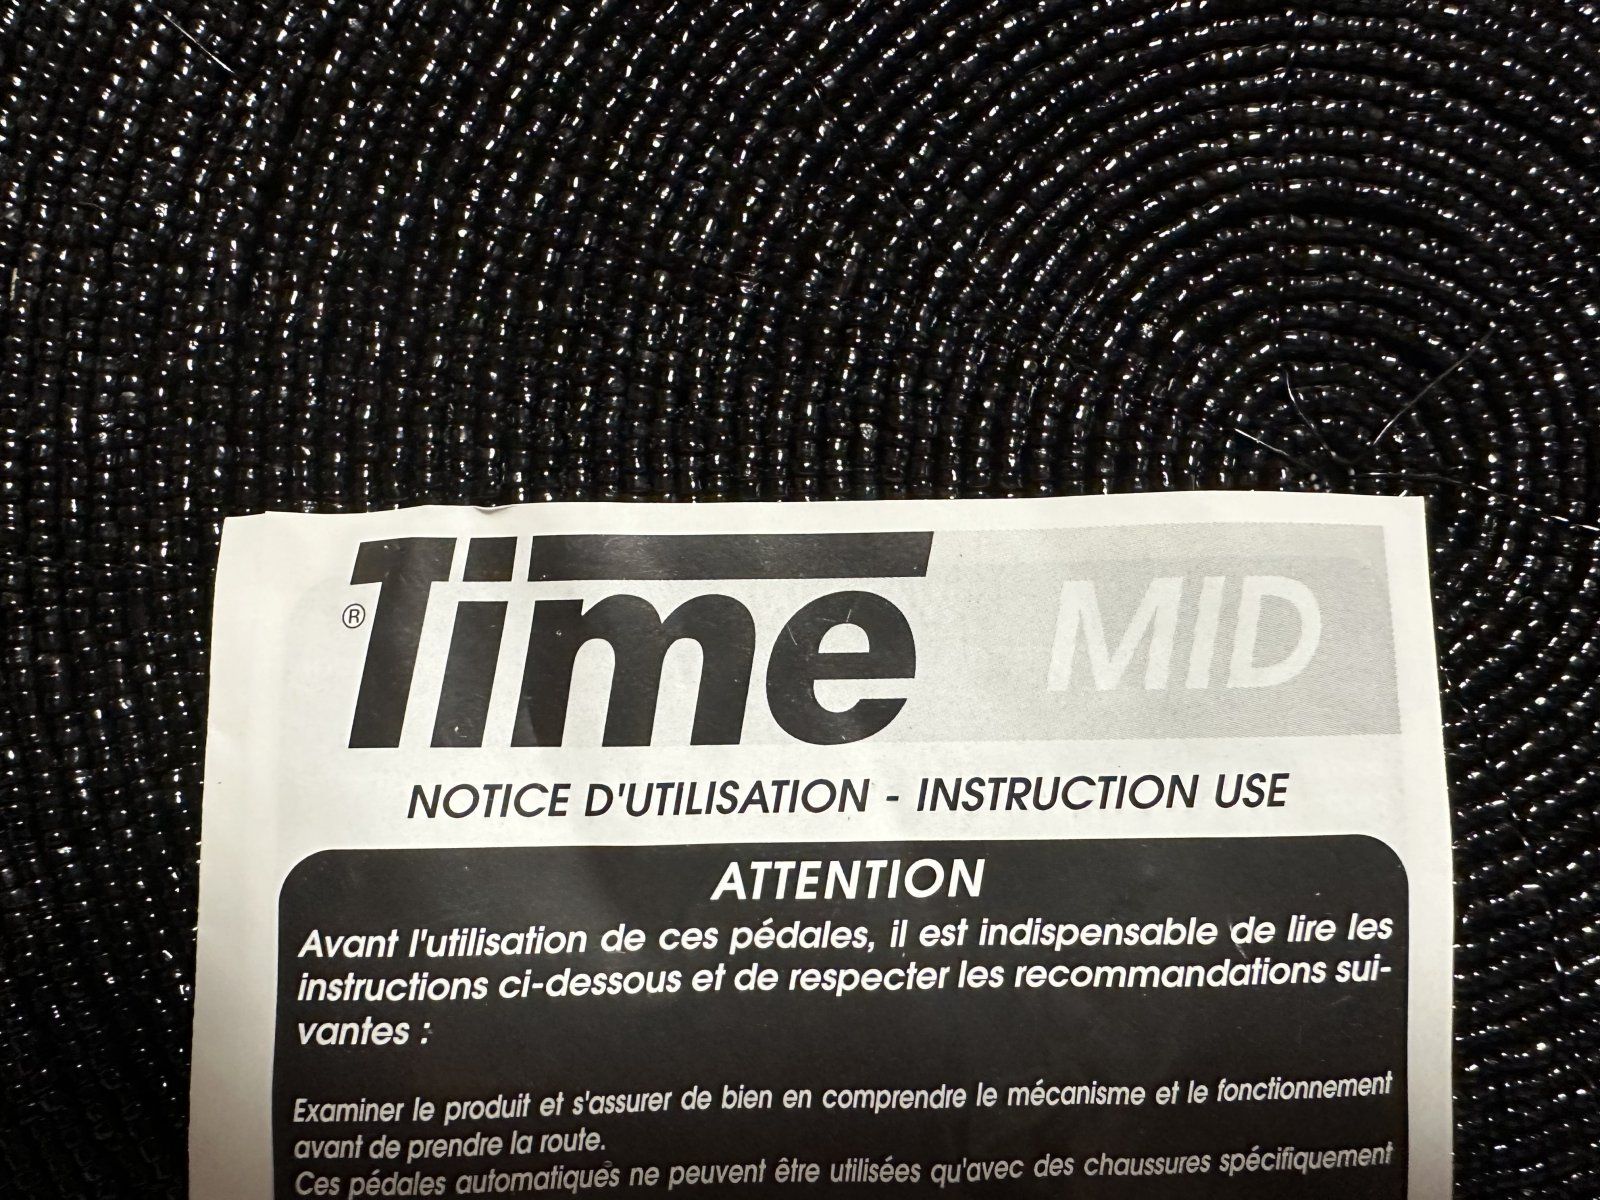 ® Time MID
NOTICE D'UTILISATION - INSTRUCTION USE
ATTENTION
Avant l'utilisation de ces pédales, il est indispensable de lire les
instructions ci-dessous et de respecter les recommandations sui-
vantes :
Examiner le produit et s'assurer de bien en comprendre le mécanisme et le fonctionnement
avant de prendre la route.
Ces pédales automatiques ne peuvent être utilisées qu'avec des chaussures spécifiquement